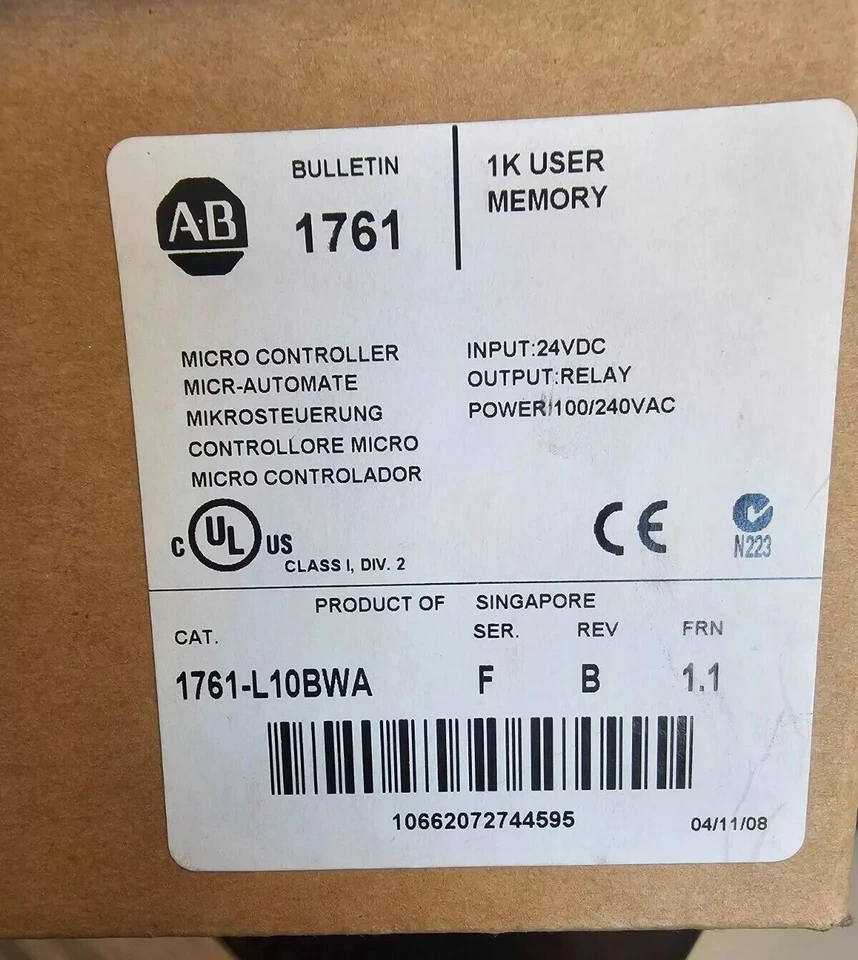 A·B
BULLETIN
1761
1K USER
MEMORY
MICRO CONTROLLER
MICR-AUTOMATE
MIKROSTEUERUNG
CONTROLLORE MICRO
MICRO CONTROLADOR
INPUT:24VDC
OUTPUT:RELAY
POWER:100/240VAC
C UL US
CLASS I, DIV. 2
CE
N223
PRODUCT OF SINGAPORE
CAT. SER. REV FRN
1761-L10BWA F B 1.1
10662072744595
04/11/08